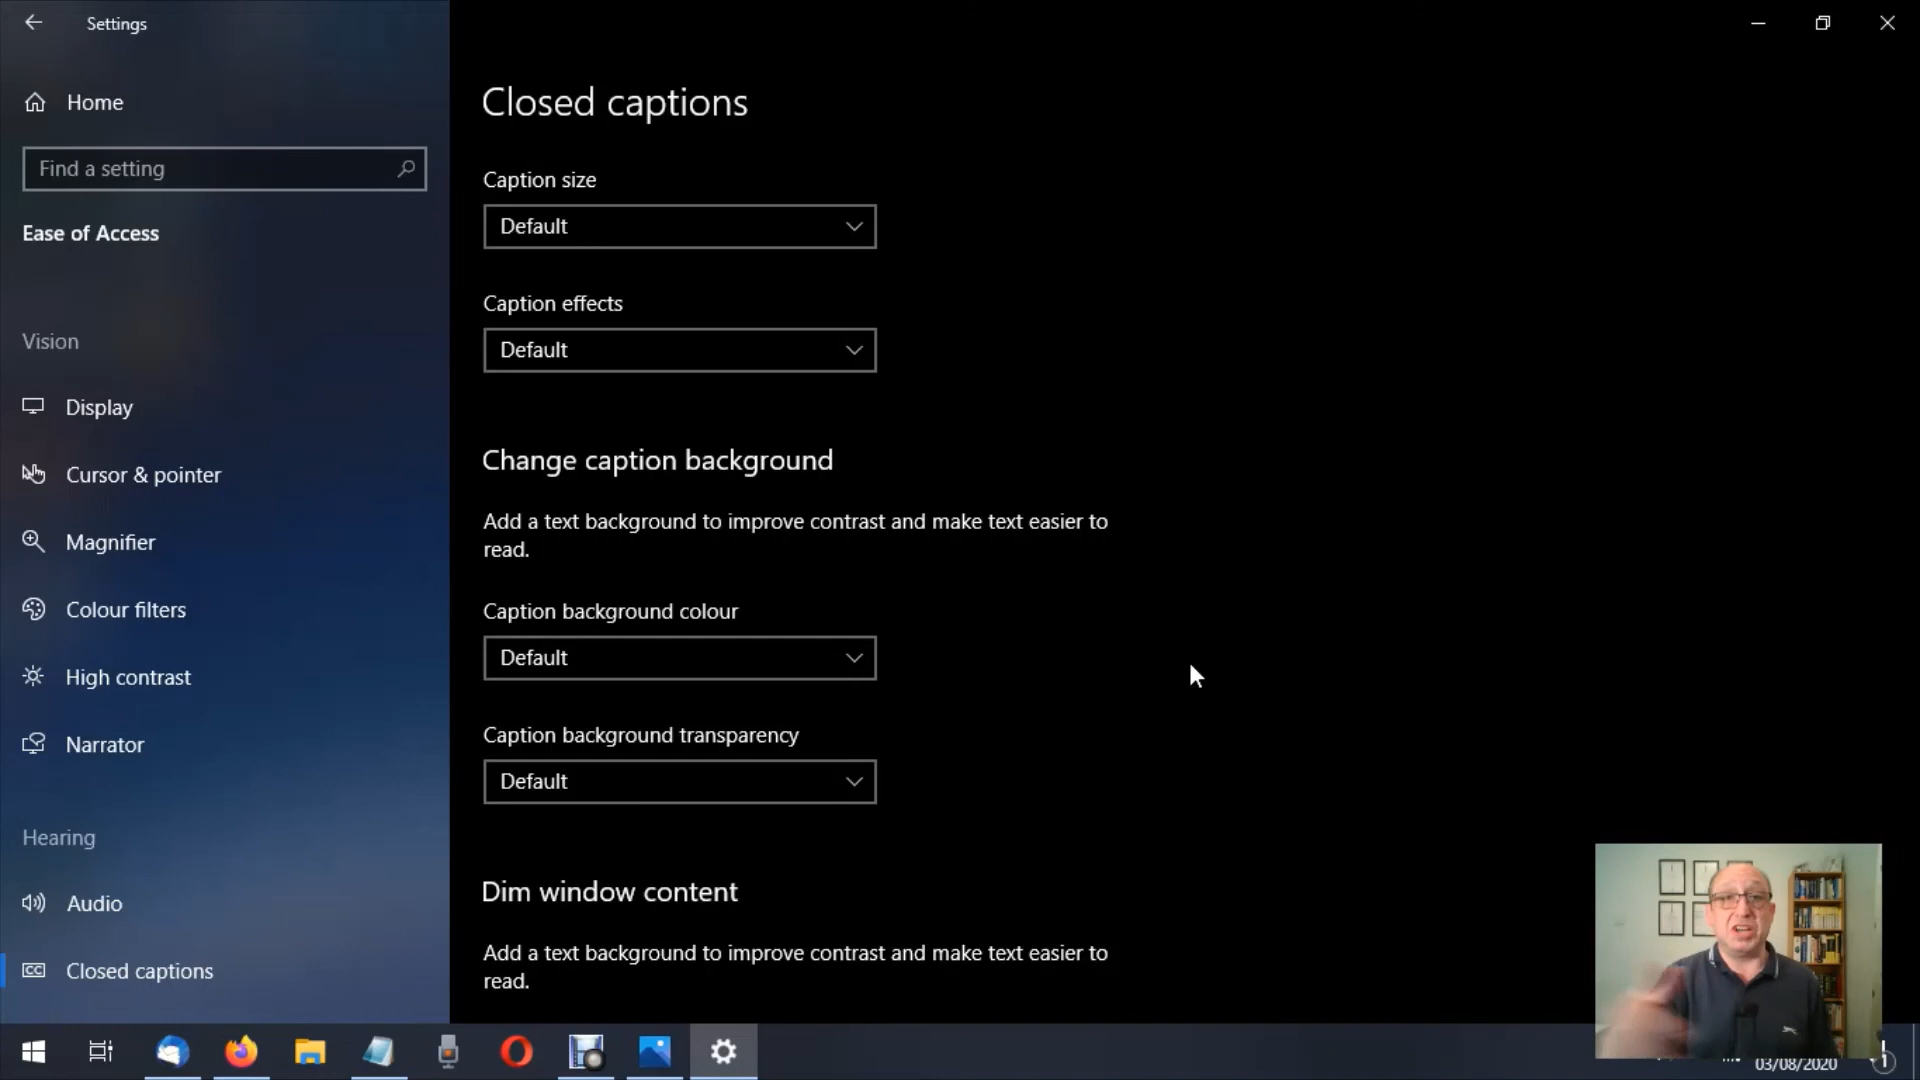 Settings
Home
Find a setting
Ease of Access
Vision
Display
Cursor & pointer
Magnifier
Colour filters
High contrast
Narrator
Hearing
Audio
CC
Closed captions
Closed captions
Caption size
Default
Caption effects
Default
Change caption background
Add a text background to improve contrast and make text easier to
read.
Caption background colour
Default
Caption background transparency
Default
Dim window content
Add a text background to improve contrast and make text easier to
read.
03/08/2020
1